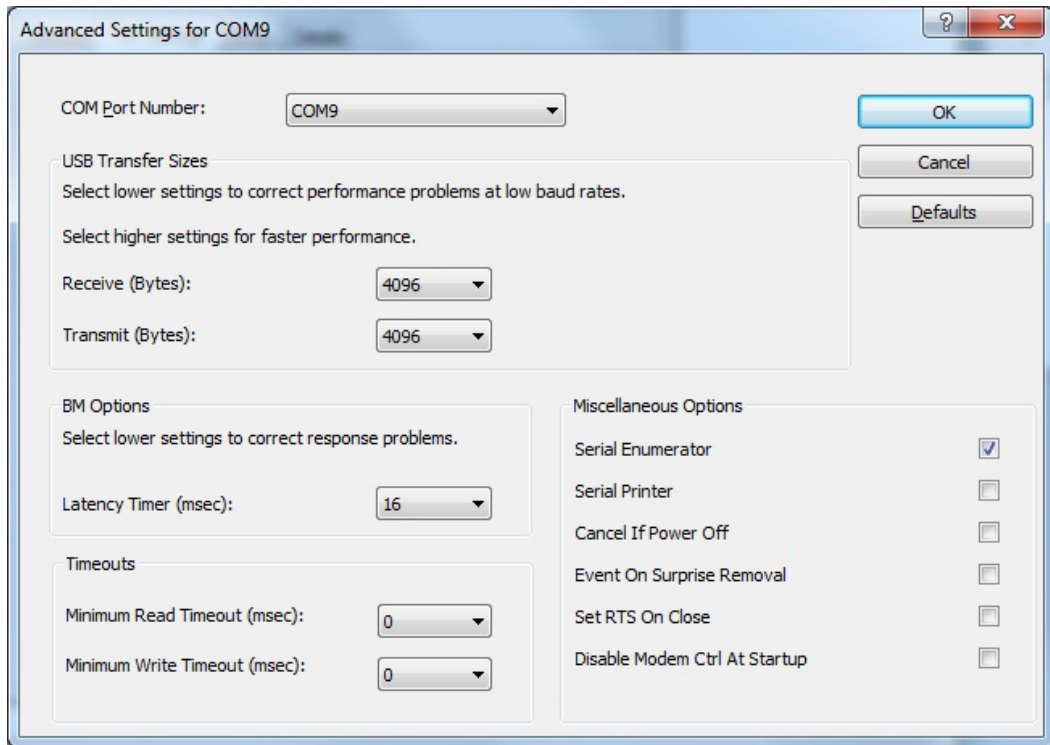 Advanced Settings for COM9
COM Port Number:
COM9
OK
USB Transfer Sizes
Cancel
Select lower settings to correct performance problems at low baud rates.
Defaults
Select higher settings for faster performance.
Receive (Bytes):
4096
Transmit (Bytes):
4096
BM Options
Select lower settings to correct response problems.
Latency Timer (msec):
16
Timeouts
Minimum Read Timeout (msec):
0
Minimum Write Timeout (msec):
0
Miscellaneous Options
Serial Enumerator
Serial Printer
Cancel If Power Off
Event On Surprise Removal
Set RTS On Close
Disable Modem Ctrl At Startup